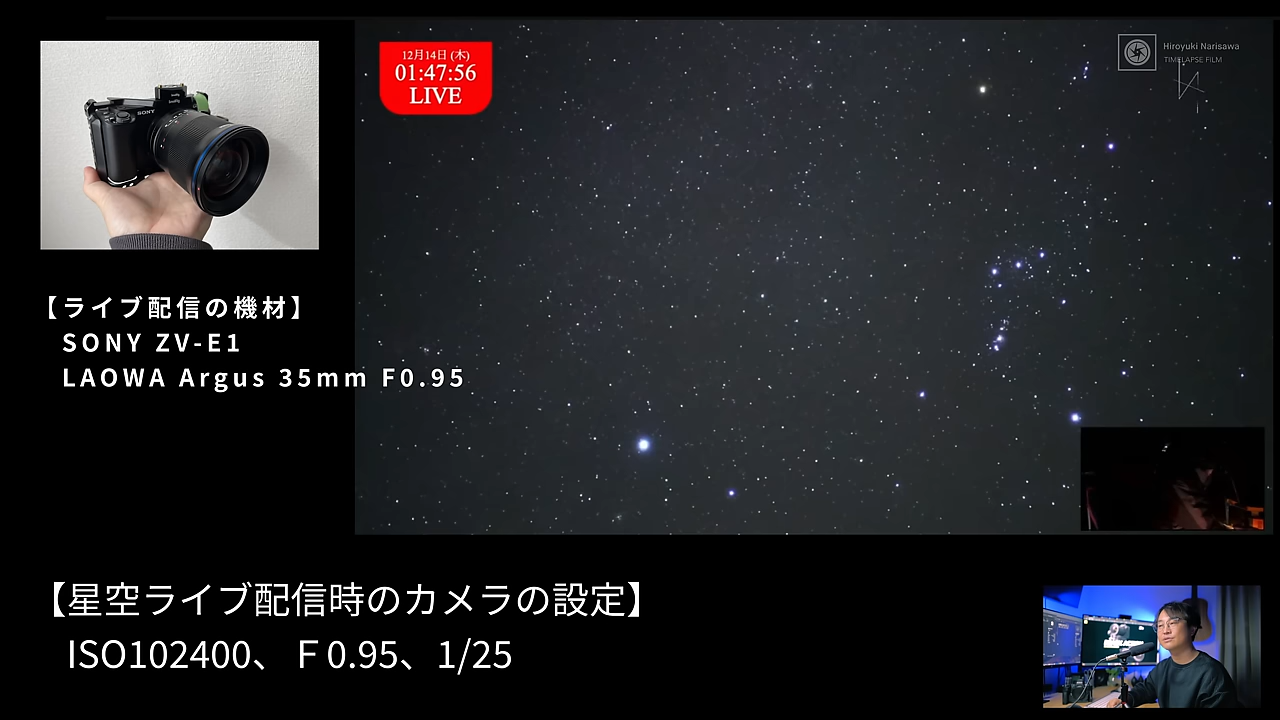 12月14日 (木)
01:47:56
LIVE
Hiroyuki Narisawa
TIMELAPSE FILM
SONY
【ライブ配信の機材】
SONY ZV-E1
LAOWA Argus 35mm F0.95
【星空ライブ配信時のカメラの設定】
ISO102400、Ｆ0.95、1/25